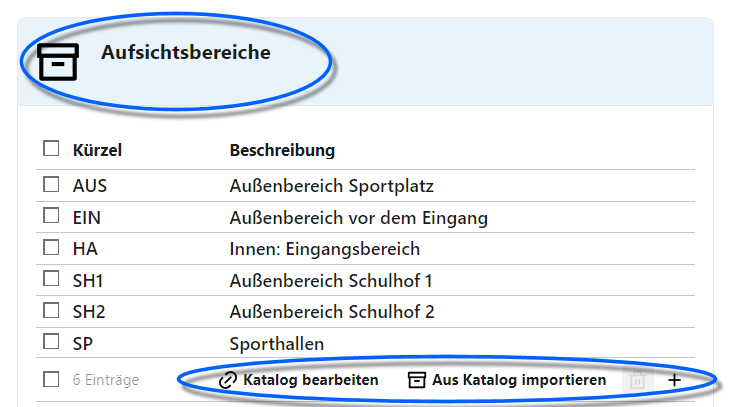 Aufsichtsbereiche
Kürzel Beschreibung
AUS Außenbereich Sportplatz
EIN Außenbereich vor dem Eingang
HA Innen: Eingangsbereich
SH1 Außenbereich Schulhof 1
SH2 Außenbereich Schulhof 2
SP Sporthallen
6 Einträge Katalog bearbeiten Aus Katalog importieren +